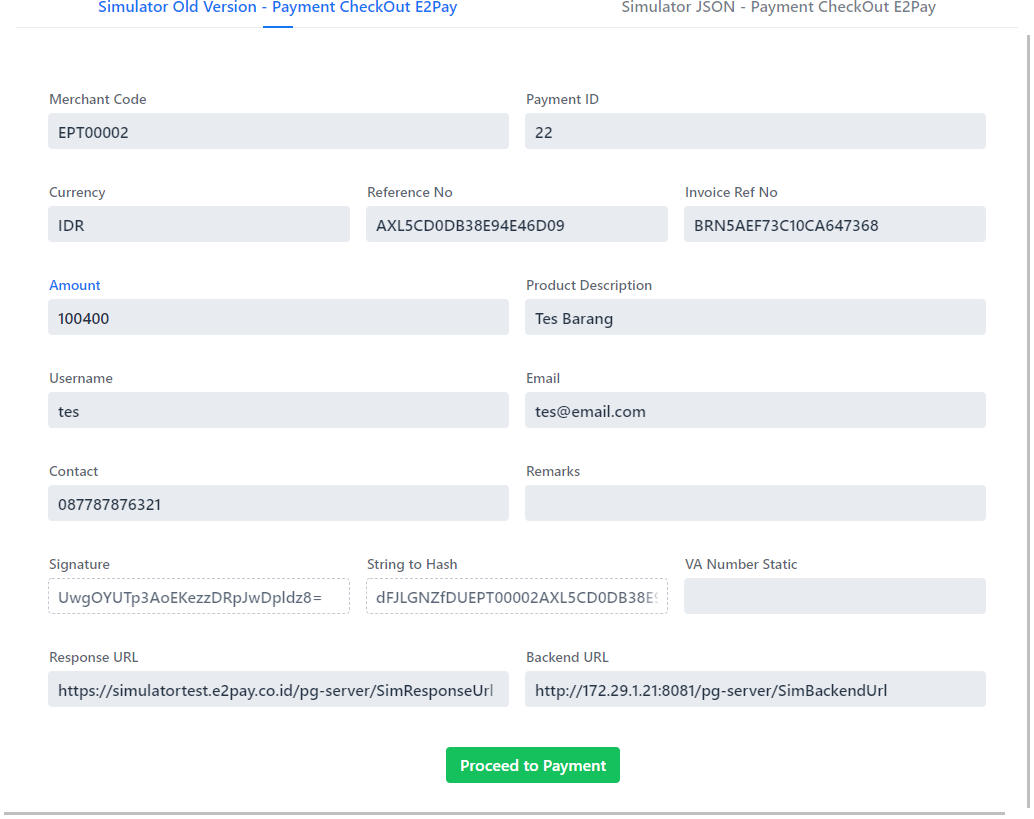 Simulator Old Version - Payment CheckOut E2Pay
Simulator JSON - Payment CheckOut E2Pay
Merchant Code
Payment ID
EPT00002
22
Currency
Reference No
Invoice Ref No
IDR
AXL5CD0DB38E94E46D09
BRN5AEF73C10CA647368
Amount
Product Description
100400
Tes Barang
Username
Email
tes
tes@email.com
Contact
Remarks
087787876321
Signature
String to Hash
VA Number Static
UwgOYUTp3AoEKezzDRpJwDpldz8=
dFJLGNZfDUEPT00002AXL5CD0DB38E9
Response URL
Backend URL
https://simulatortest.e2pay.co.id/pg-server/SimResponseUrl
http://172.29.1.21:8081/pg-server/SimBackendUrl
Proceed to Payment